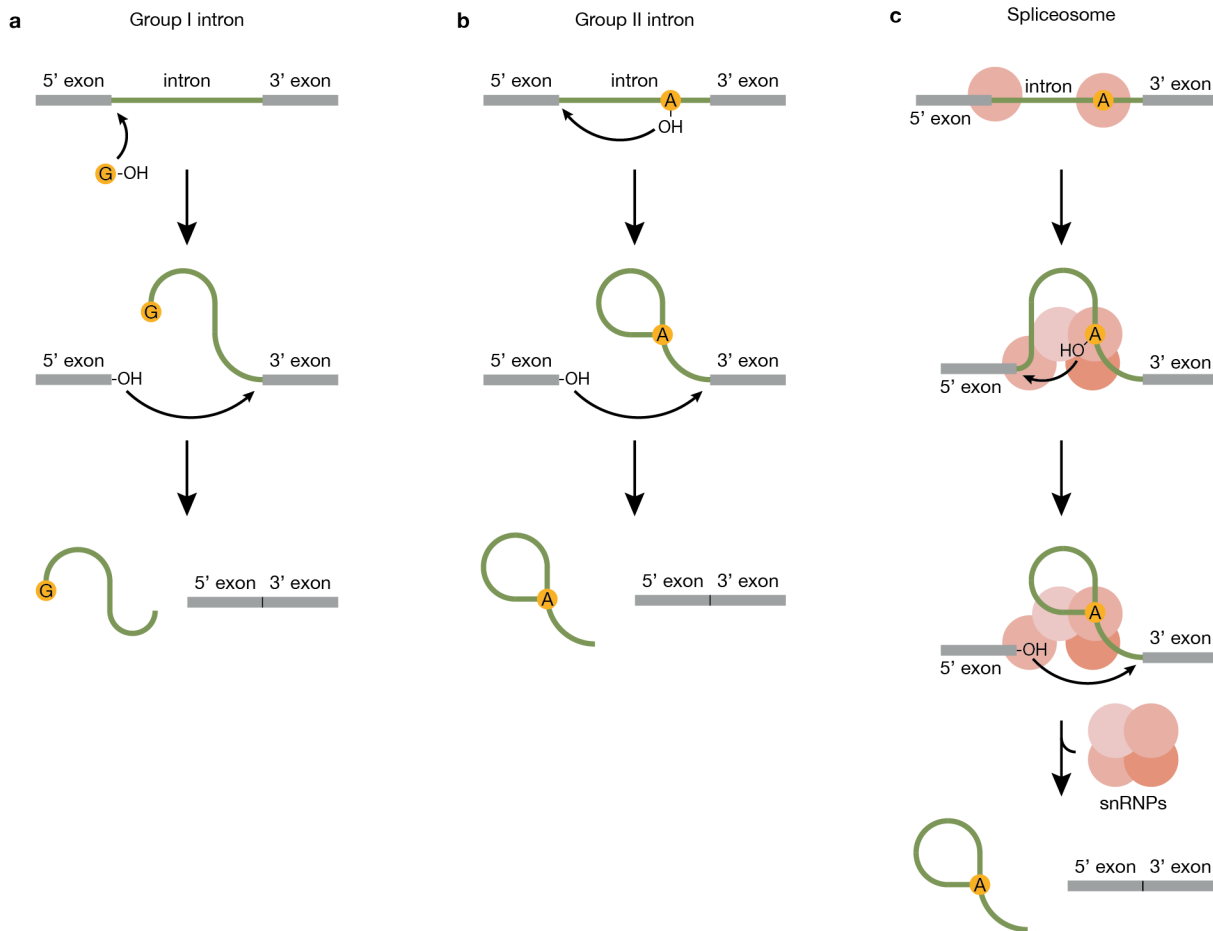 a
Group I intron
5’ exon
intron
3’ exon
G
-OH
G
5’ exon
-OH
3’ exon
G
5’ exon
3’ exon
b
Group II intron
5’ exon
intron
3’ exon
A
OH
A
5’ exon
-OH
3’ exon
A
5’ exon
3’ exon
c
Spliceosome
intron
3’ exon
A
5’ exon
A
HO
3’ exon
5’ exon
A
3’ exon
-OH
5’ exon
snRNPs
A
5’ exon
3’ exon